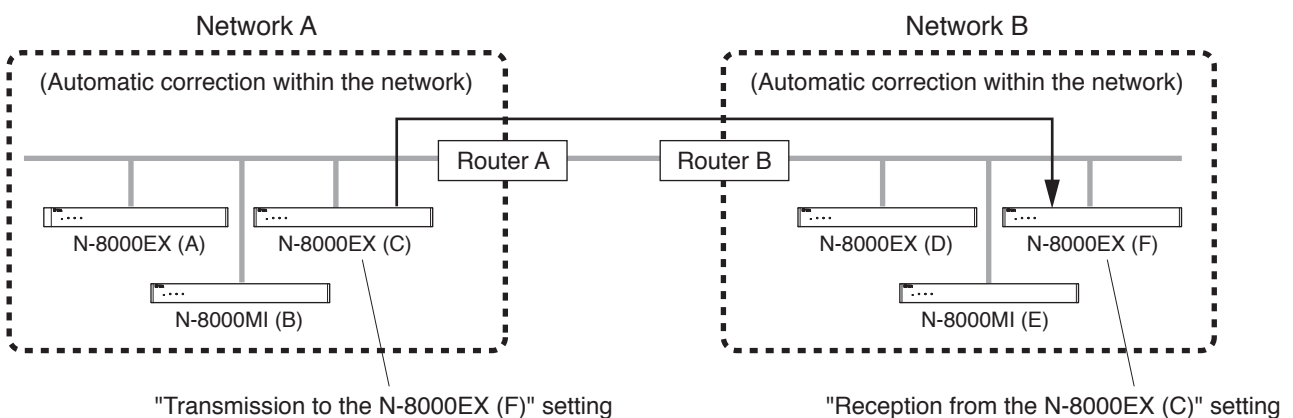 Network A
Network B
(Automatic correction within the network)
(Automatic correction within the network)
Router A
Router B
N-8000EX (A)
N-8000EX (C)
N-8000EX (D)
N-8000EX (F)
N-8000MI (B)
N-8000MI (E)
"Transmission to the N-8000EX (F)" setting
"Reception from the N-8000EX (C)" setting